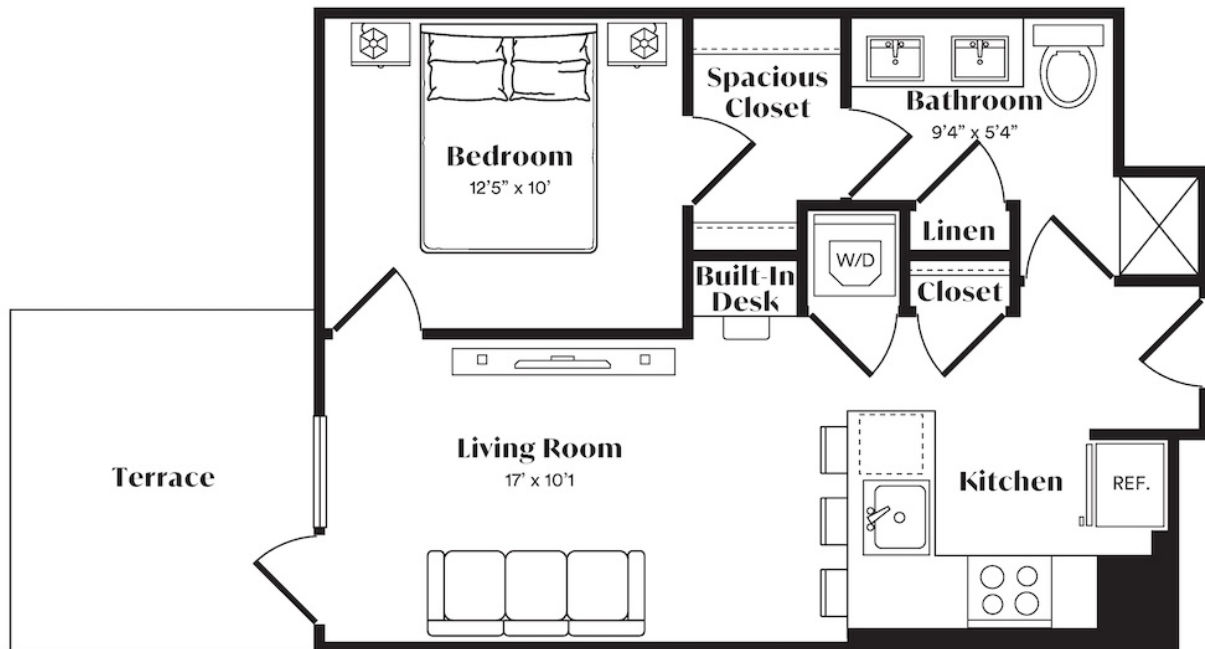 Spacious
Closet
Bathroom
9'4" x 5'4"
Bedroom
12'5" x 10'
Linen
W/D
Built-In
Desk
Closet
Living Room
17' x 10'1
Terrace
Kitchen
REF.